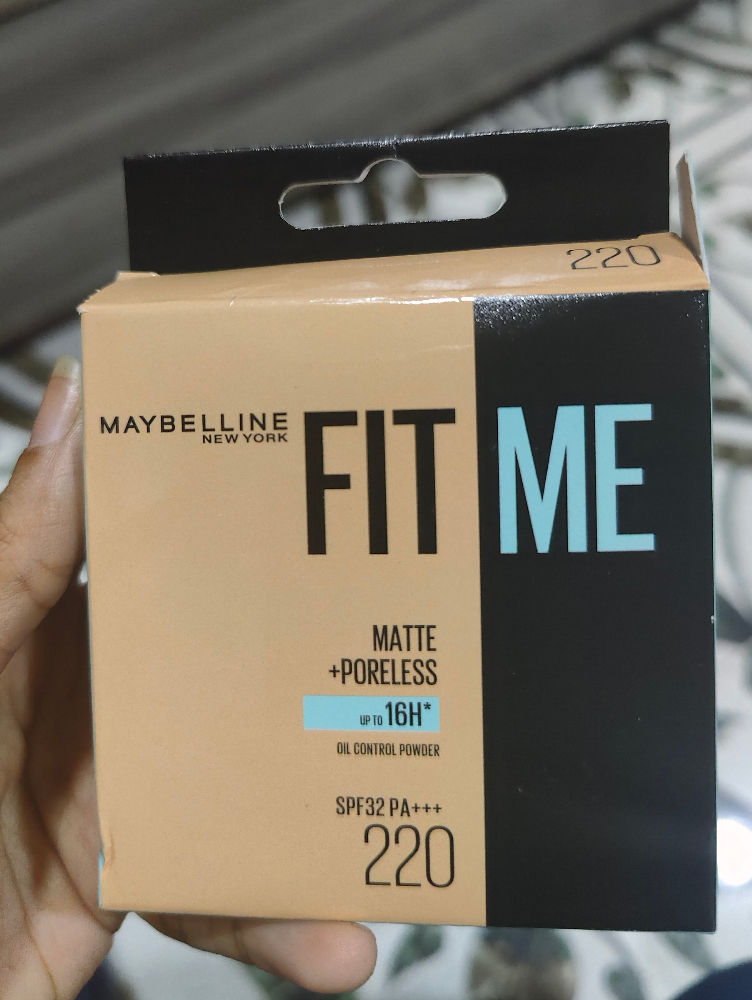 220
MAYBELLINE
NEW YORK
FIT ME
MATTE
+PORELESS
UP TO 16H*
OIL CONTROL POWDER
SPF32 PA+++
220